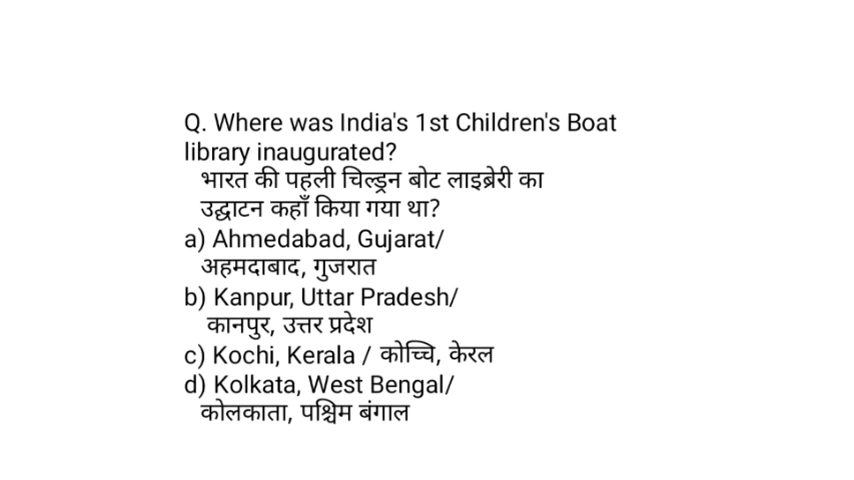 Q. Where was India's 1st Children's Boat
library inaugurated?
भारत की पहली चिल्ड्रन बोट लाइब्रेरी का
उद्घाटन कहाँ किया गया था?
a) Ahmedabad, Gujarat/
अहमदाबाद, गुजरात
b) Kanpur, Uttar Pradesh/
कानपुर, उत्तर प्रदेश
c) Kochi, Kerala / कोच्चि, केरल
d) Kolkata, West Bengal/
कोलकाता, पश्चिम बंगाल